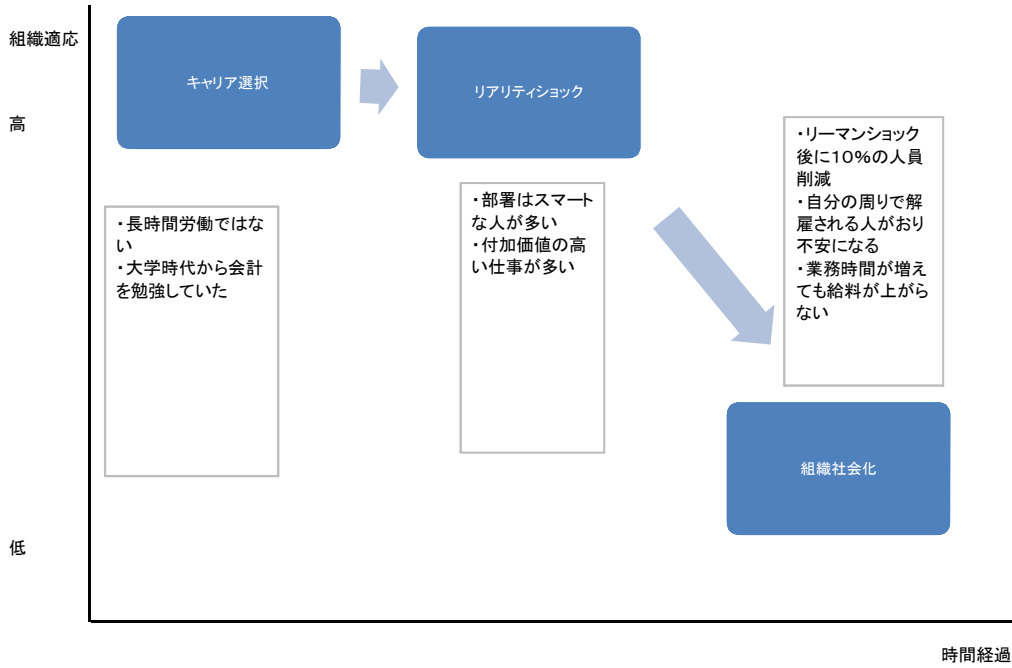 組織適応
高
低
キャリア選択
リアリティショック
・長時間労働ではな
い
・大学時代から会計
を勉強していた
・部署はスマート
な人が多い
・付加価値の高
い仕事が多い
・リーマンショック
後に10%の人員
削減
・自分の周りで解
雇される人がおり
不安になる
・業務時間が増え
ても給料が上がら
ない
組織社会化
時間経過